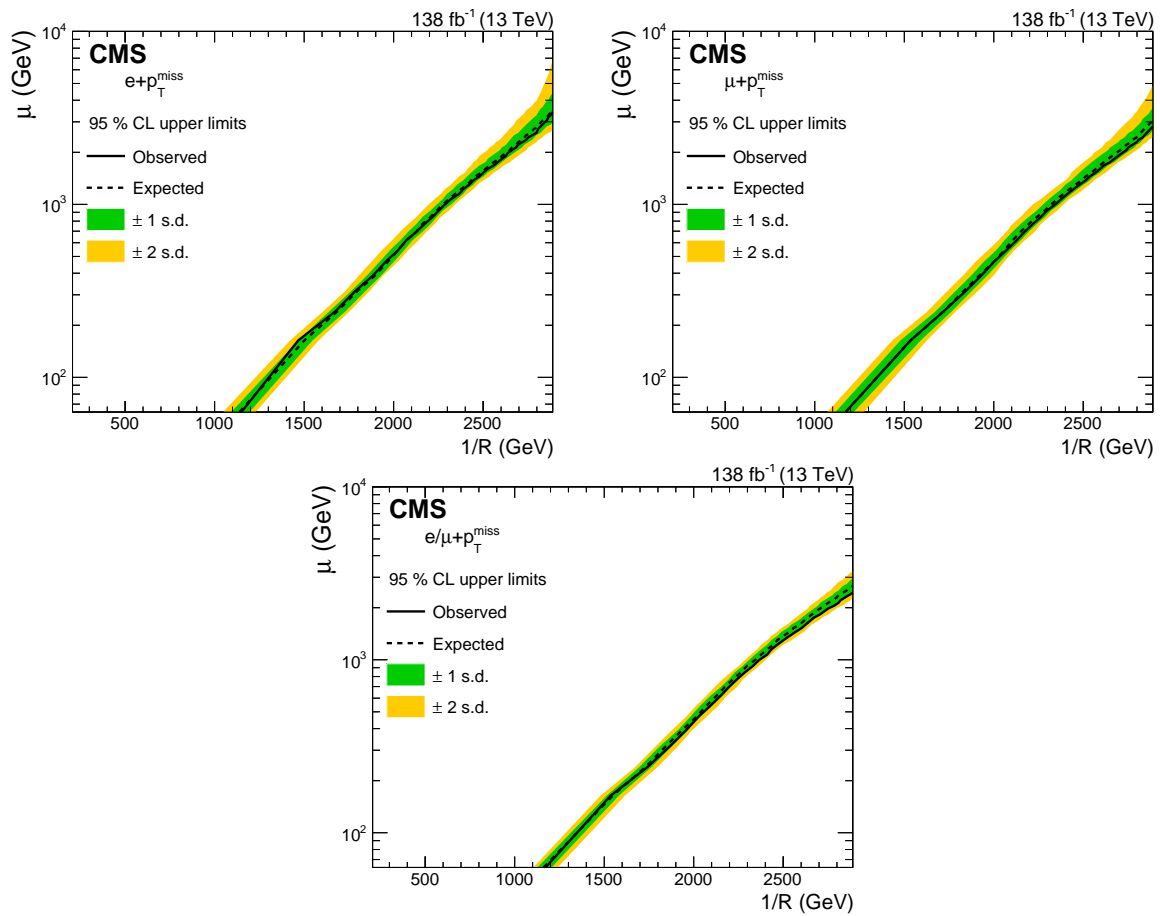 138 fb⁻¹ (13 TeV)
CMS
e+p_T^miss
95 % CL upper limits
Observed
Expected
± 1 s.d.
± 2 s.d.
μ (GeV)
10⁴
10³
10²
500 1000 1500 2000 2500
1/R (GeV)
138 fb⁻¹ (13 TeV)
CMS
μ+p_T^miss
95 % CL upper limits
Observed
Expected
± 1 s.d.
± 2 s.d.
μ (GeV)
10⁴
10³
10²
500 1000 1500 2000 2500
1/R (GeV)
138 fb⁻¹ (13 TeV)
CMS
e/μ+p_T^miss
95 % CL upper limits
Observed
Expected
± 1 s.d.
± 2 s.d.
μ (GeV)
10⁴
10³
10²
500 1000 1500 2000 2500
1/R (GeV)